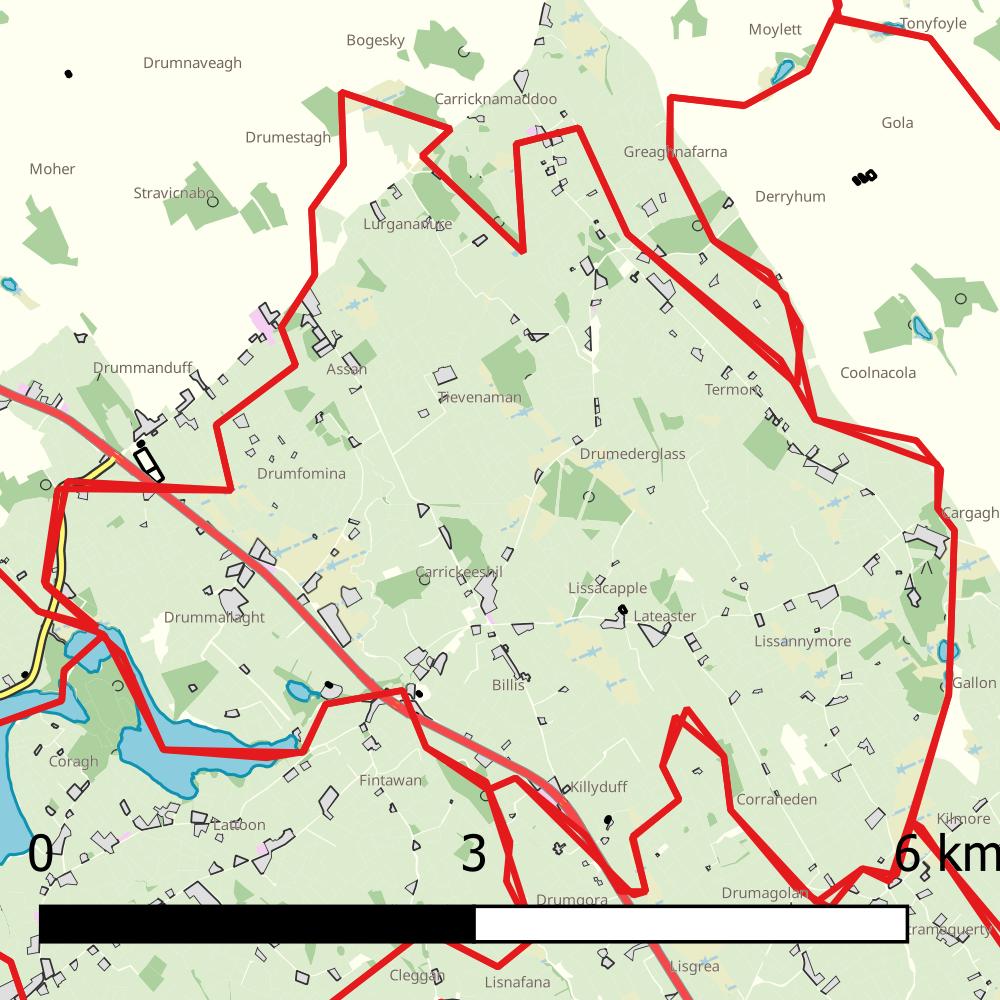 Tonyfoyle
Moylett
Bogesky
Drumnaveagh
Carricknamaddoo
Gola
Drumestagh
Greaghnafarna
Moher
Stravicnabo
Derryhum
Lurgananure
Drummanduff
Assan
Coolnacola
Termon
Tievenaman
Drumederglass
Drumfomina
Cargagh
Carrickeeshil
Lissacapple
Drummallaght
Lateaster
Lissannymore
Billis
Gallon
Coragh
Fintawan
Killyduff
Corraneden
Kilmore
Lattoon
0 3 6 km
Drumagolan
Drumgora
Lisgrea
Cleggan
Lisnafana